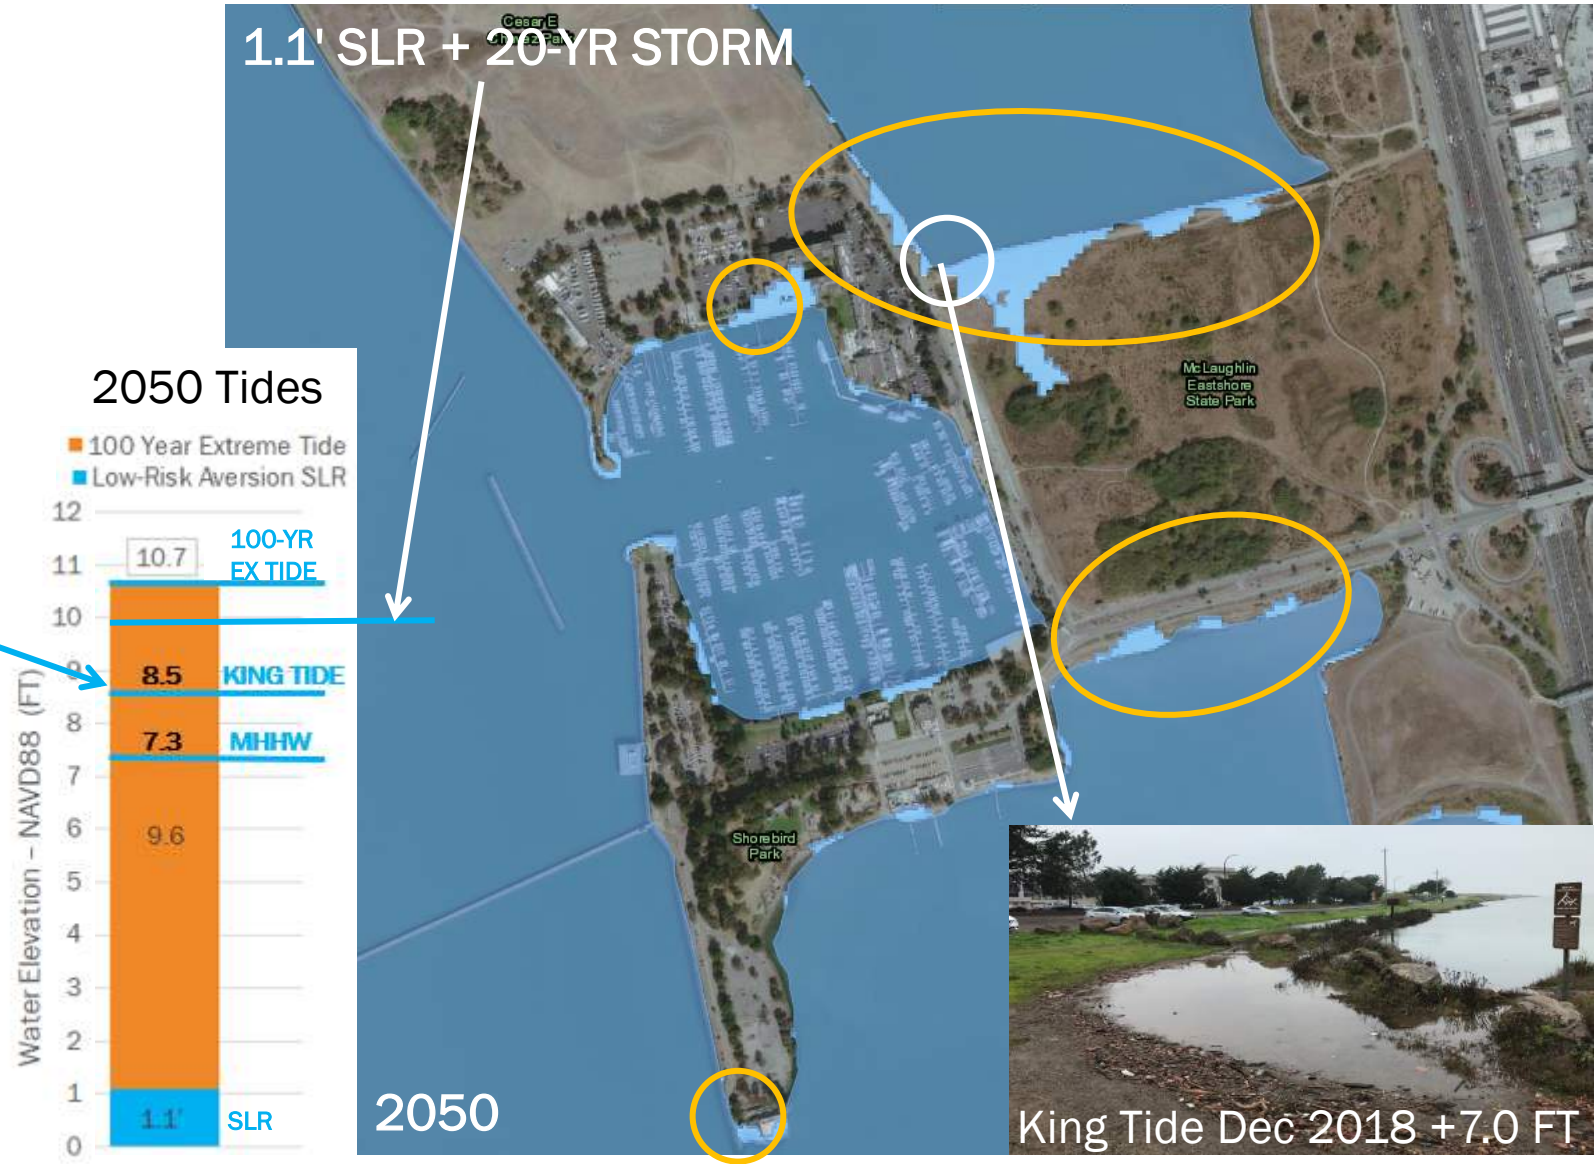 Cesar E
Chavez Park
1.1' SLR + 20-YR STORM
2050 Tides
100 Year Extreme Tide
Low-Risk Aversion SLR
Water Elevation – NAVD88 (FT)
12
11
10
9
8
7
6
5
4
3
2
1
0
10.7
100-YR
EX TIDE
8.5
KING TIDE
7.3
MHHW
9.6
1.1'
SLR
McLaughlin
Eastshore
State Park
Shorebird
Park
2050
King Tide Dec 2018 +7.0 FT